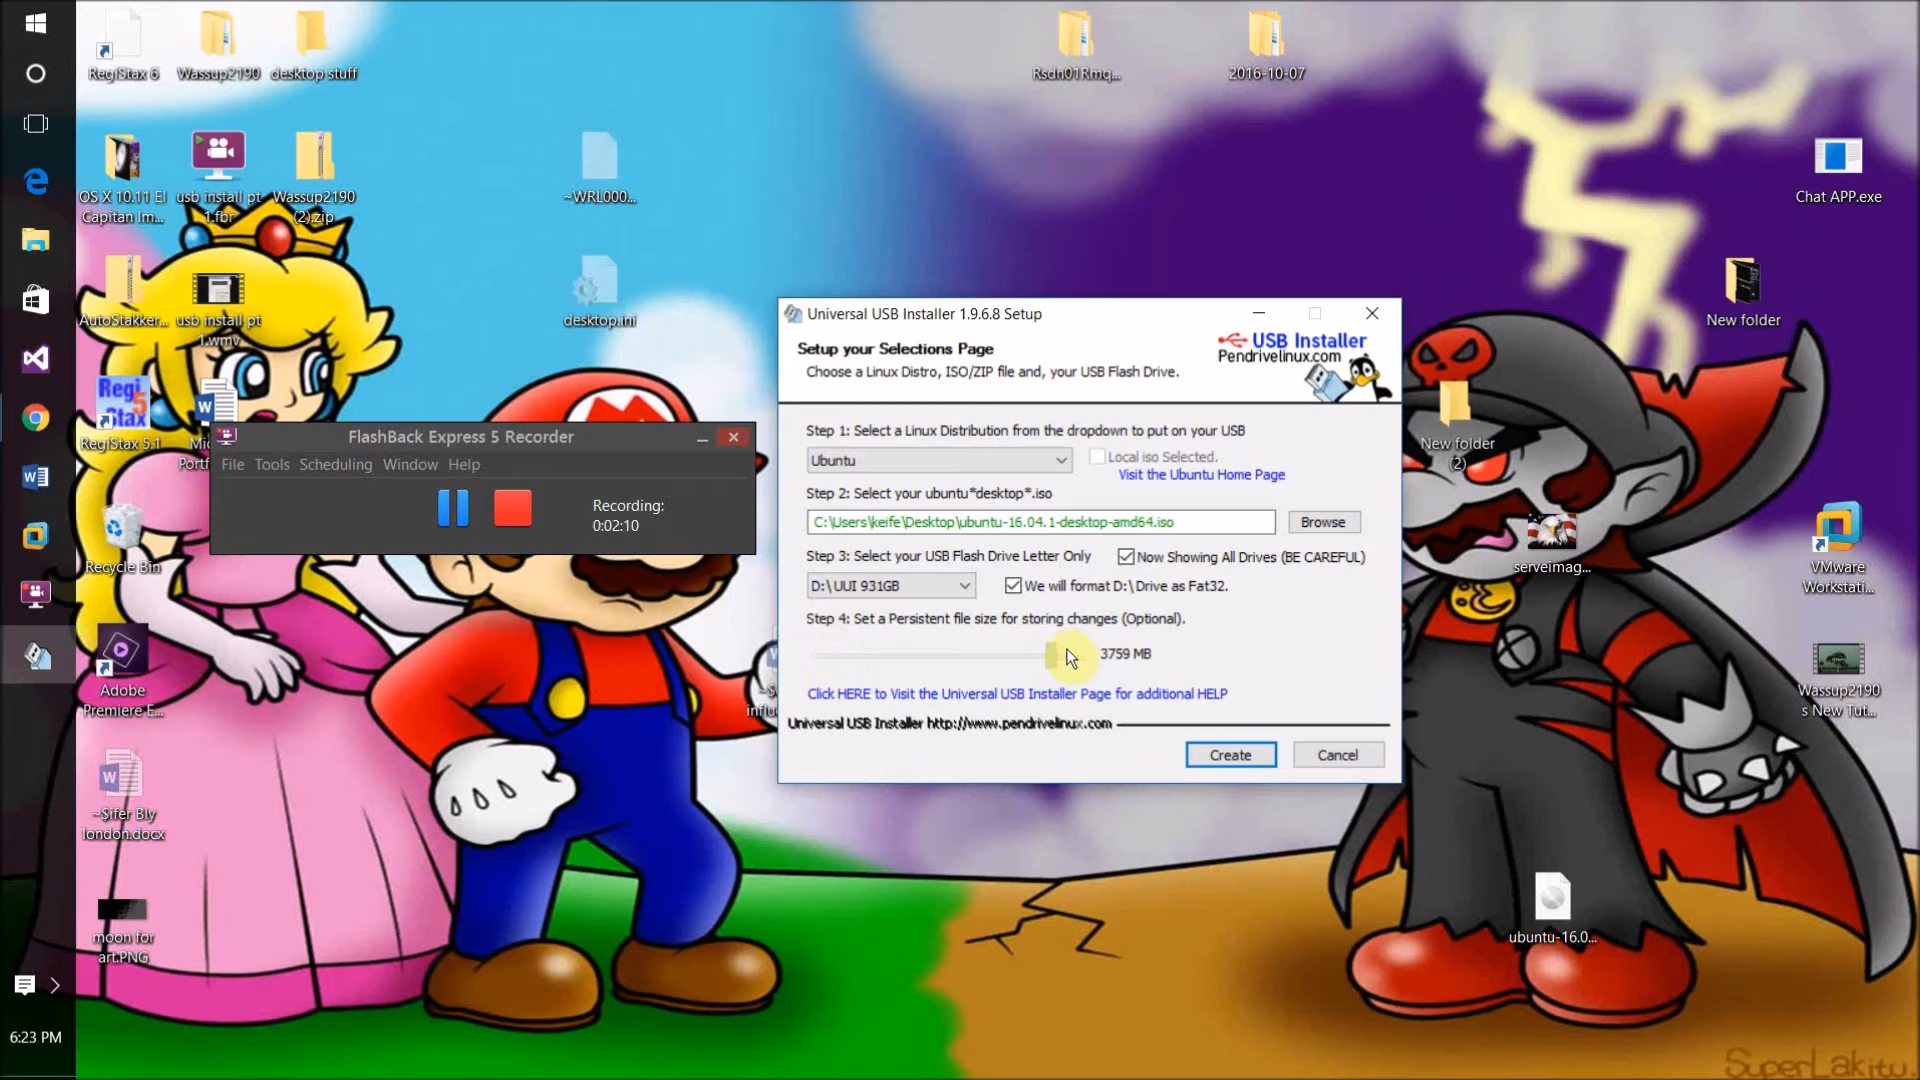 RegiStax 6
Wassup2190
desktop stuff
Rsdn01Rmq...
2016-10-07
OS X 10.11 El
Capitan Im...
usb install pt
1.fbr
Wassup2190
(2).zip
~WRL000...
Chat APP.exe
AutoStakker...
usb install pt
1.wmv
desktop.ini
New folder
Universal USB Installer 1.9.6.8 Setup
Setup your Selections Page
Choose a Linux Distro, ISO/ZIP file and, your USB Flash Drive.
USB Installer
Pendrivelinux.com
Regi
Stax
5
RegiStax 5.1
New folder
(2)
FlashBack Express 5 Recorder
File Tools Scheduling Window Help
Recording:
0:02:10
Step 1: Select a Linux Distribution from the dropdown to put on your USB
Ubuntu
Local iso Selected.
Visit the Ubuntu Home Page
Step 2: Select your ubuntu*desktop*.iso
C:\Users\keife\Desktop\ubuntu-16.04.1-desktop-amd64.iso
Browse
Step 3: Select your USB Flash Drive Letter Only
Now Showing All Drives (BE CAREFUL)
D:\UUI 931GB
We will format D:\Drive as Fat32.
Step 4: Set a Persistent file size for storing changes (Optional).
3759 MB
Click HERE to Visit the Universal USB Installer Page for additional HELP
Universal USB Installer http://www.pendrivelinux.com
Create
Cancel
Recycle Bin
serveimag...
VMware
Workstati...
Adobe
Premiere E...
Wassup2190
s New Tut...
~$ifer Bly
london.docx
moon for
art.PNG
ubuntu-16.0...
6:23 PM
SuperLakitu.